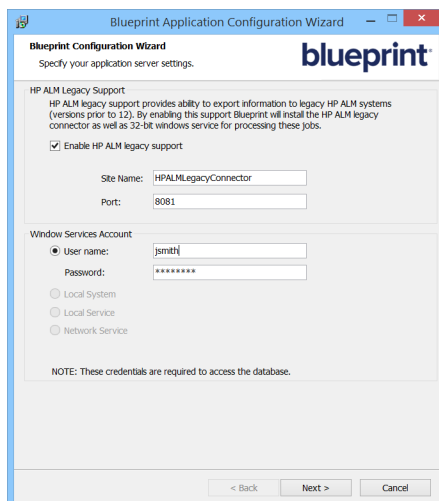 Blueprint Application Configuration Wizard
Blueprint Configuration Wizard
Specify your application server settings.
blueprint
HP ALM Legacy Support
HP ALM legacy support provides ability to export information to legacy HP ALM systems
(versions prior to 12). By enabling this support Blueprint will install the HP ALM legacy
connector as well as 32-bit windows service for processing these jobs.
Enable HP ALM legacy support
Site Name: HPALMLegacyConnector
Port: 8081
Window Services Account
User name: jsmith
Password: ********
Local System
Local Service
Network Service
NOTE: These credentials are required to access the database.
< Back Next > Cancel